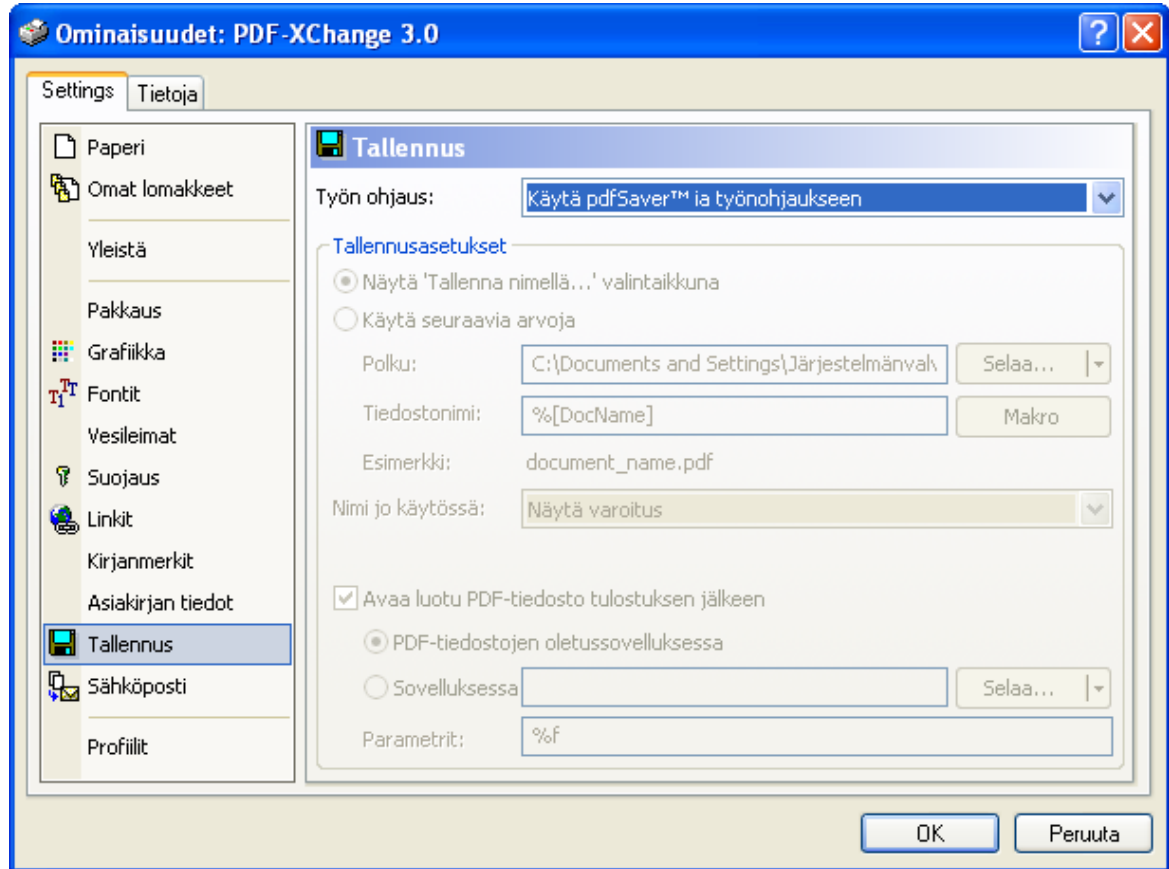 Ominaisuudet: PDF-XChange 3.0
Settings
Tietoja
Paperi
Omat lomakkeet
Yleistä
Pakkaus
Grafiikka
Fontit
Vesileimat
Suojaus
Linkit
Kirjanmerkit
Asiakirjan tiedot
Tallennus
Sähköposti
Profiilit
Tallennus
Työn ohjaus: Käytä pdfSaver™ ia työnohjaukseen
Tallennusasetukset
Näytä 'Tallenna nimellä...' valintaikkuna
Käytä seuraavia arvoja
Polku: C:\Documents and Settings\Järjestelmänval Selaa...
Tiedostonimi: %[DocName] Makro
Esimerkki: document_name.pdf
Nimi jo käytössä: Näytä varoitus
Avaa luotu PDF-tiedosto tulostuksen jälkeen
PDF-tiedostojen oletussovelluksessa
Sovelluksessa Selaa...
Parametrit: %f
OK Peruuta